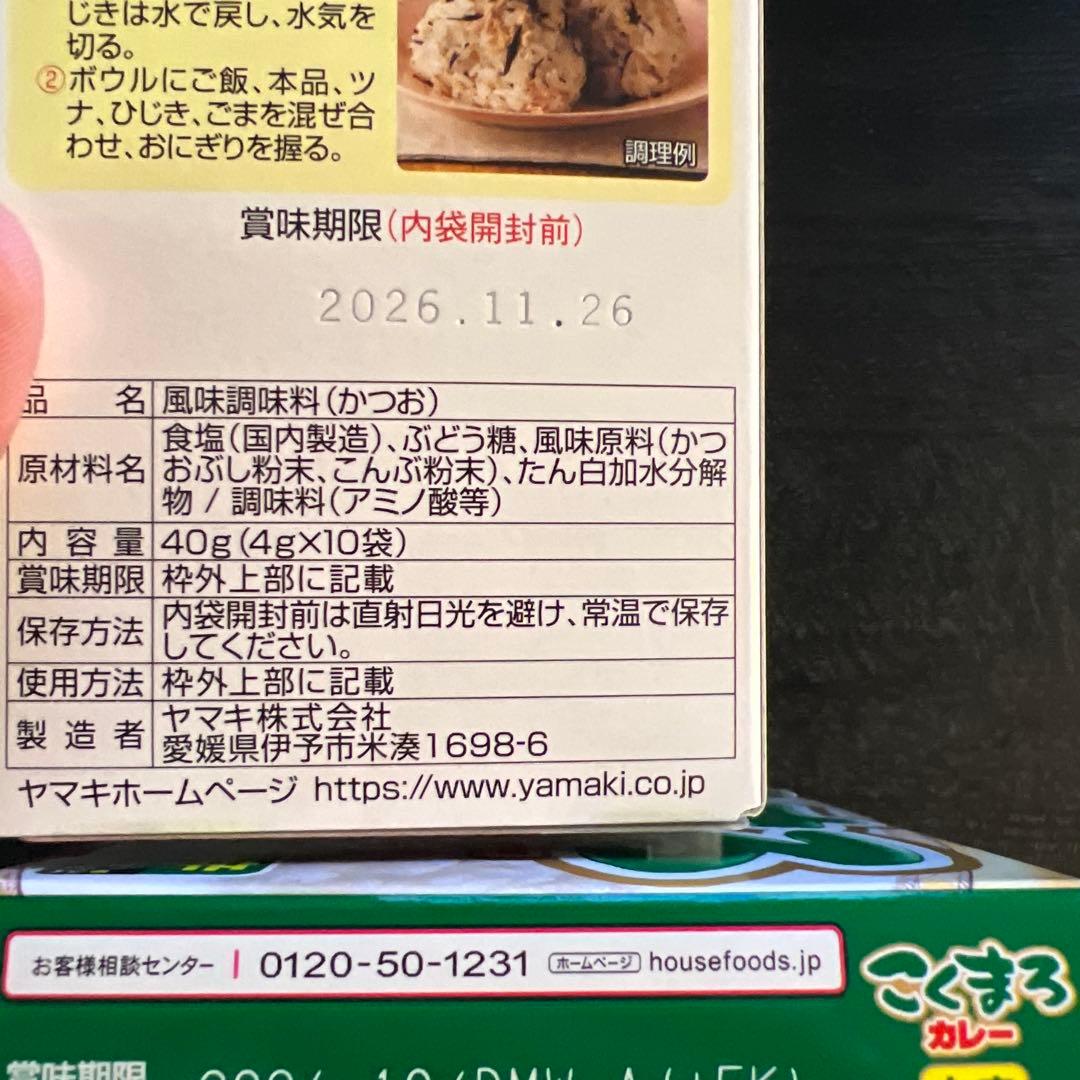 じきは水で戻し、水気を
切る。
②ボウルにご飯、本品、ツ
ナ、ひじき、ごまを混ぜ合
わせ、おにぎりを握る。
調理例
賞味期限(内袋開封前)
2026.11.26
品名 風味調味料(かつお)
原材料名 食塩(国内製造)、ぶどう糖、風味原料(かつ
おぶし粉末、こんぶ粉末)、たん白加水分解
物 / 調味料(アミノ酸等)
内容量 40g(4g×10袋)
賞味期限 枠外上部に記載
保存方法 内袋開封前は直射日光を避け、常温で保存
してください。
使用方法 枠外上部に記載
製造者 ヤマキ株式会社
愛媛県伊予市米湊1698-6
ヤマキホームページ https://www.yamaki.co.jp
お客様相談センター 0120-50-1231 ホームページ housefoods.jp
こくまろ
カレー
賞味期限